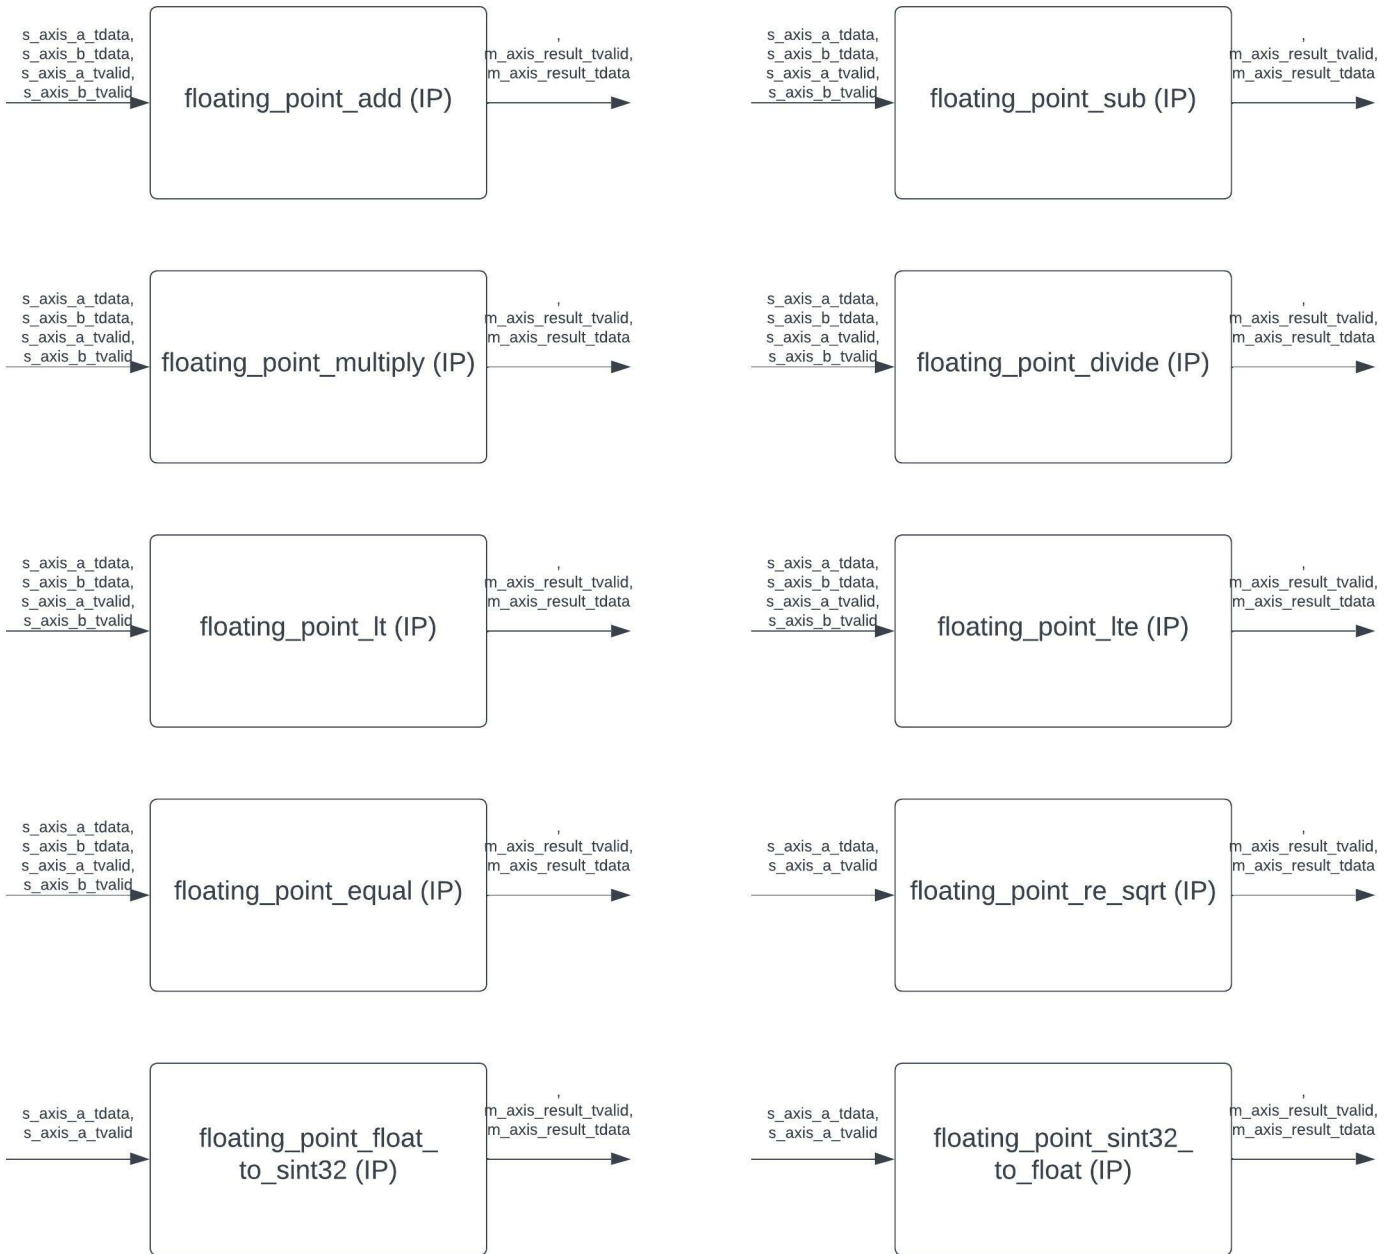 s_axis_a_tdata,
s_axis_b_tdata,
s_axis_a_tvalid,
s_axis_b_tvalid
floating_point_add (IP)
,
m_axis_result_tvalid,
m_axis_result_tdata
s_axis_a_tdata,
s_axis_b_tdata,
s_axis_a_tvalid,
s_axis_b_tvalid
floating_point_sub (IP)
,
m_axis_result_tvalid,
m_axis_result_tdata
s_axis_a_tdata,
s_axis_b_tdata,
s_axis_a_tvalid,
s_axis_b_tvalid
floating_point_multiply (IP)
,
m_axis_result_tvalid,
m_axis_result_tdata
s_axis_a_tdata,
s_axis_b_tdata,
s_axis_a_tvalid,
s_axis_b_tvalid
floating_point_divide (IP)
,
m_axis_result_tvalid,
m_axis_result_tdata
s_axis_a_tdata,
s_axis_b_tdata,
s_axis_a_tvalid,
s_axis_b_tvalid
floating_point_lt (IP)
,
m_axis_result_tvalid,
m_axis_result_tdata
s_axis_a_tdata,
s_axis_b_tdata,
s_axis_a_tvalid,
s_axis_b_tvalid
floating_point_lte (IP)
,
m_axis_result_tvalid,
m_axis_result_tdata
s_axis_a_tdata,
s_axis_b_tdata,
s_axis_a_tvalid,
s_axis_b_tvalid
floating_point_equal (IP)
,
m_axis_result_tvalid,
m_axis_result_tdata
s_axis_a_tdata,
s_axis_a_tvalid
floating_point_re_sqrt (IP)
,
m_axis_result_tvalid,
m_axis_result_tdata
s_axis_a_tdata,
s_axis_a_tvalid
floating_point_float_
to_sint32 (IP)
,
m_axis_result_tvalid,
m_axis_result_tdata
s_axis_a_tdata,
s_axis_a_tvalid
floating_point_sint32_
to_float (IP)
,
m_axis_result_tvalid,
m_axis_result_tdata